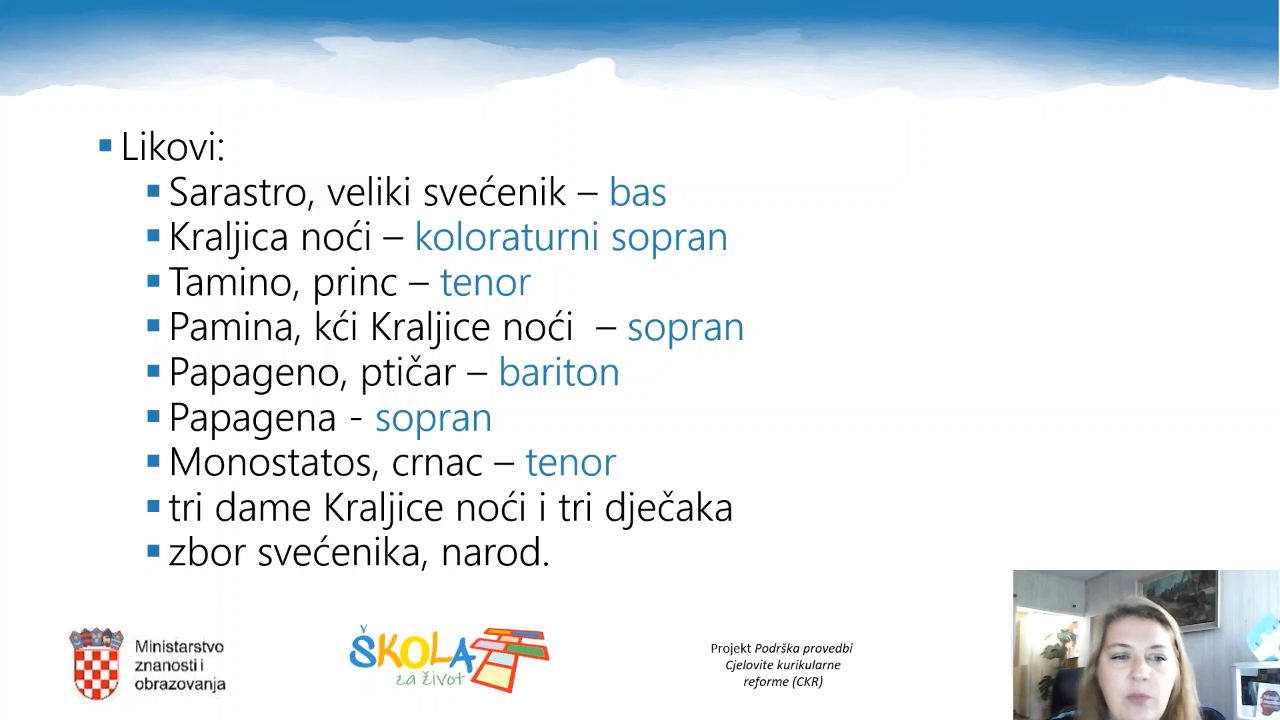 Likovi:
Sarastro, veliki svećenik – bas
Kraljica noći – koloraturni sopran
Tamino, princ – tenor
Pamina, kći Kraljice noći – sopran
Papageno, ptičar – bariton
Papagena - sopran
Monostatos, crnac – tenor
tri dame Kraljice noći i tri dječaka
zbor svećenika, narod.
Ministarstvo
znanosti i
obrazovanja
ŠKOLA
za život
Projekt Podrška provedbi
Cjelovite kurikularne
reforme (CKR)